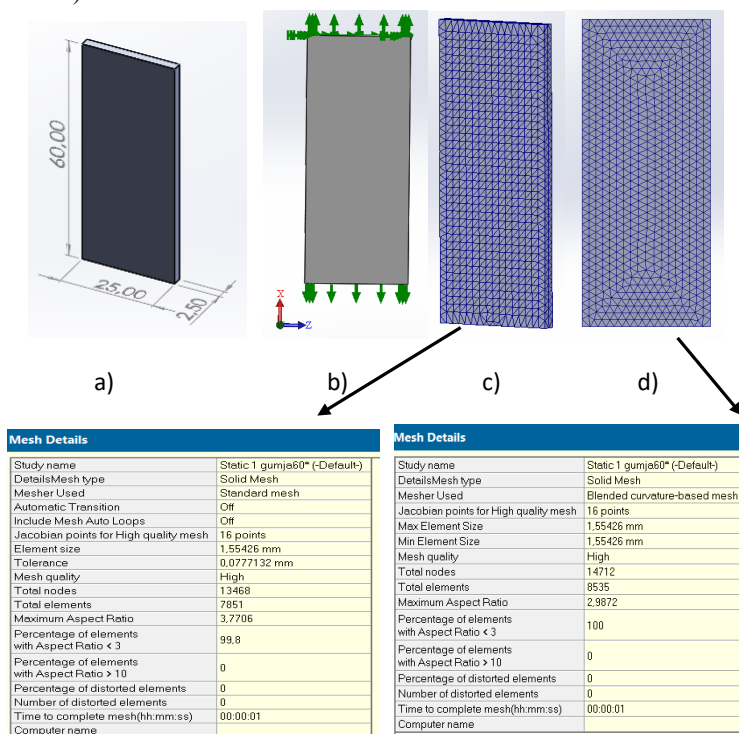 60,00
25,00
2,50
X
Z
a)
b)
c)
d)
Mesh Details
Study name Static 1 gumja60* (-Default-)
DetailsMesh type Solid Mesh
Mesher Used Standard mesh
Automatic Transition Off
Include Mesh Auto Loops Off
Jacobian points for High quality mesh 16 points
Element size 1,55426 mm
Tolerance 0,0777132 mm
Mesh quality High
Total nodes 13468
Total elements 7851
Maximum Aspect Ratio 3,7706
Percentage of elements
with Aspect Ratio < 3 99,8
Percentage of elements
with Aspect Ratio > 10 0
Percentage of distorted elements 0
Number of distorted elements 0
Time to complete mesh(hh:mm:ss) 00:00:01
Computer name
Mesh Details
Study name Static 1 gumja60* (-Default-)
DetailsMesh type Solid Mesh
Mesher Used Blended curvature-based mesh
Jacobian points for High quality mesh 16 points
Max Element Size 1,55426 mm
Min Element Size 1,55426 mm
Mesh quality High
Total nodes 14712
Total elements 8535
Maximum Aspect Ratio 2,9872
Percentage of elements
with Aspect Ratio < 3 100
Percentage of elements
with Aspect Ratio > 10 0
Percentage of distorted elements 0
Number of distorted elements 0
Time to complete mesh(hh:mm:ss) 00:00:01
Computer name